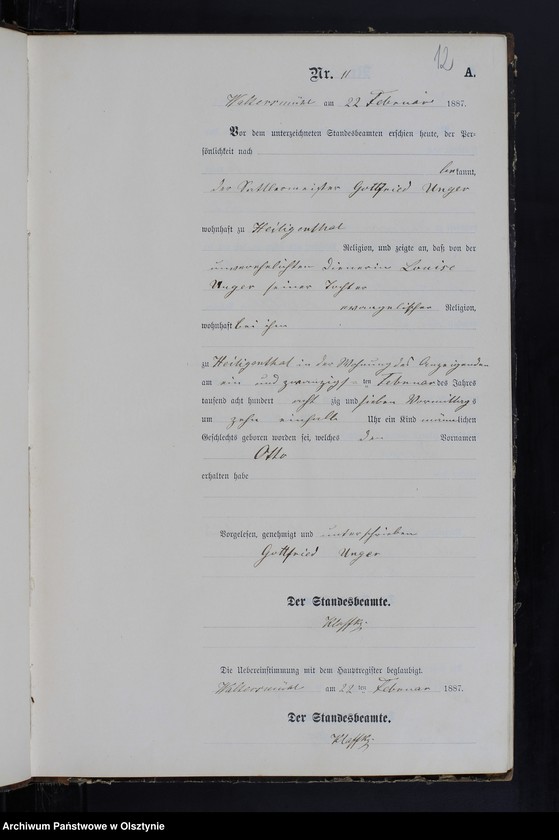 12
Nr. 11 A.
am 22 Februar 1887.
Vor dem unterzeichneten Standesbeamten erschien heute, der Per-
sönlichkeit nach
bekannt,
der Sattlermeister Gottfried Unger
wohnhaft zu Heiligenthal
Religion, und zeigte an, daß von der
unverehelichten Dienerin Louise
Unger seiner Tochter
evangelischer Religion,
wohnhaft bei ihm
zu Heiligenthal in der Wohnung des Anzeigenden
am ein und zwanzigsten Februar des Jahres
tausend acht hundert acht zig und sieben Vormittags
um zehn einhalb Uhr ein Kind männlichen
Geschlechts geboren worden sei, welches den Vornamen
Otto
erhalten habe
Vorgelesen, genehmigt und unterschrieben
Gottfried Unger
Der Standesbeamte.
Die Uebereinstimmung mit dem Hauptregister beglaubigt.
am 22 ten Februar 1887.
Der Standesbeamte.
Archiwum Państwowe w Olsztynie